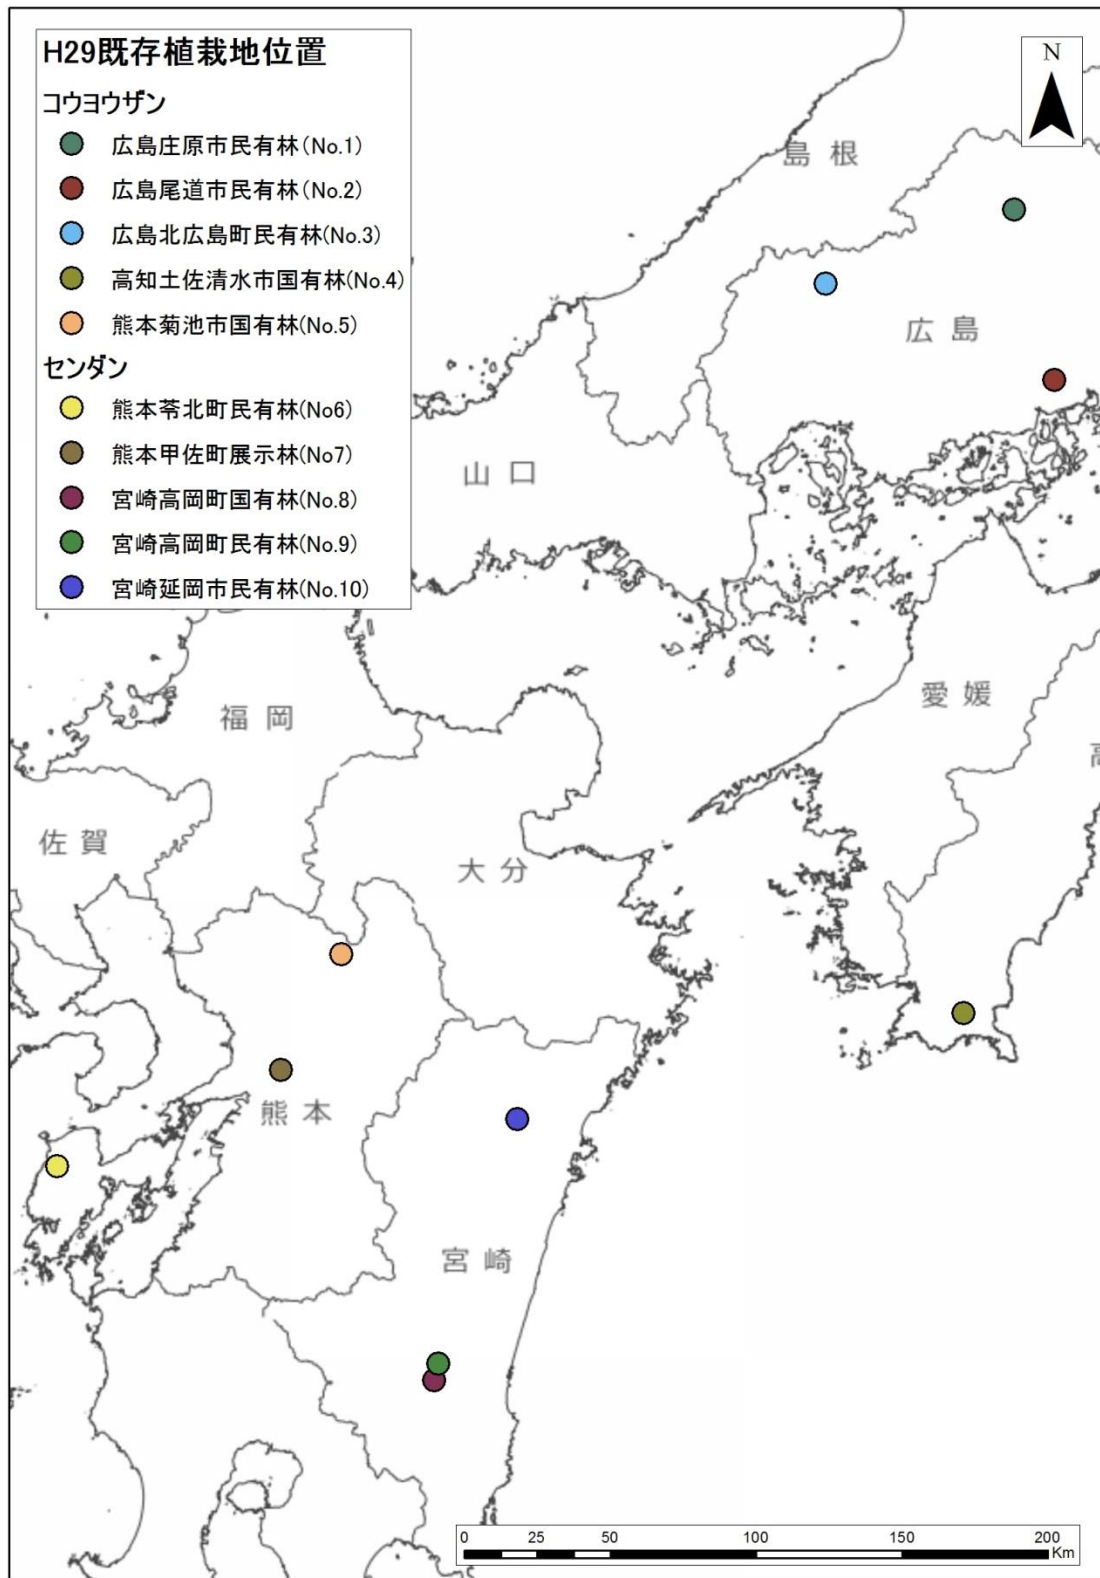 H29既存植栽地位置
コウヨウザン
広島庄原市民有林(No.1)
広島尾道市民有林(No.2)
広島北広島町民有林(No.3)
高知土佐清水市国有林(No.4)
熊本菊池市国有林(No.5)
センダン
熊本苓北町民有林(No6)
熊本甲佐町展示林(No7)
宮崎高岡町国有林(No.8)
宮崎高岡町民有林(No.9)
宮崎延岡市民有林(No.10)
N
島根
広島
山口
愛媛
福岡
高
佐賀
大分
熊本
宮崎
0 25 50 100 150 200
Km